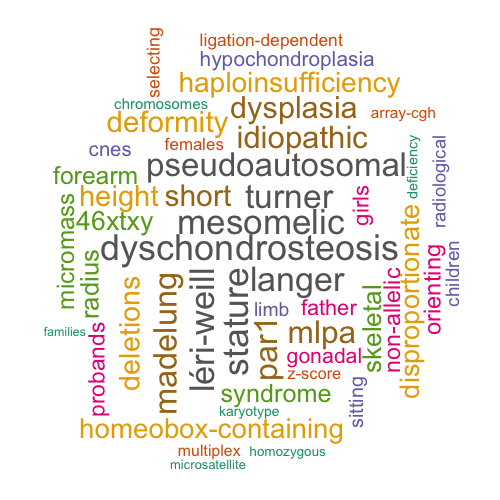 ligation-dependent
selecting
hypochondroplasia
haploinsufficiency
chromosomes
dysplasia
array-cgh
deformity
idiopathic
females
cnes
pseudoautosomal
deficiency
radiological
forearm
height
short
turner
girls
46xtxy
mesomelic
micromass
radius
dyschondrosteosis
disproportionate
orienting
children
langer
non-allelic
deletions
madelung
léri-weill
stature
limb
father
par1
mlpa
skeletal
families
probands
gonadal
z-score
syndrome
sitting
karyotype
homeobox-containing
multiplex
homozygous
microsatellite